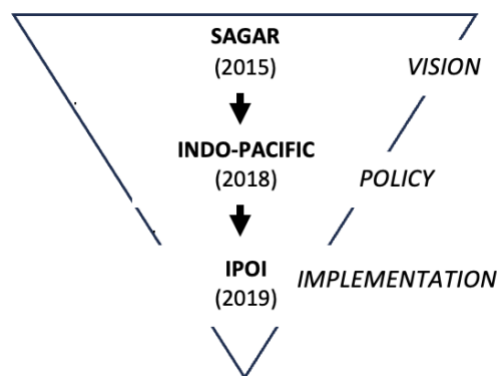 SAGAR
(2015)
VISION
INDO-PACIFIC
(2018)
POLICY
IPOI
(2019)
IMPLEMENTATION